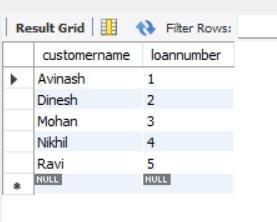 Result Grid Filter Rows:
customername loannumber
Avinash 1
Dinesh 2
Mohan 3
Nikhil 4
Ravi 5
NULL NULL